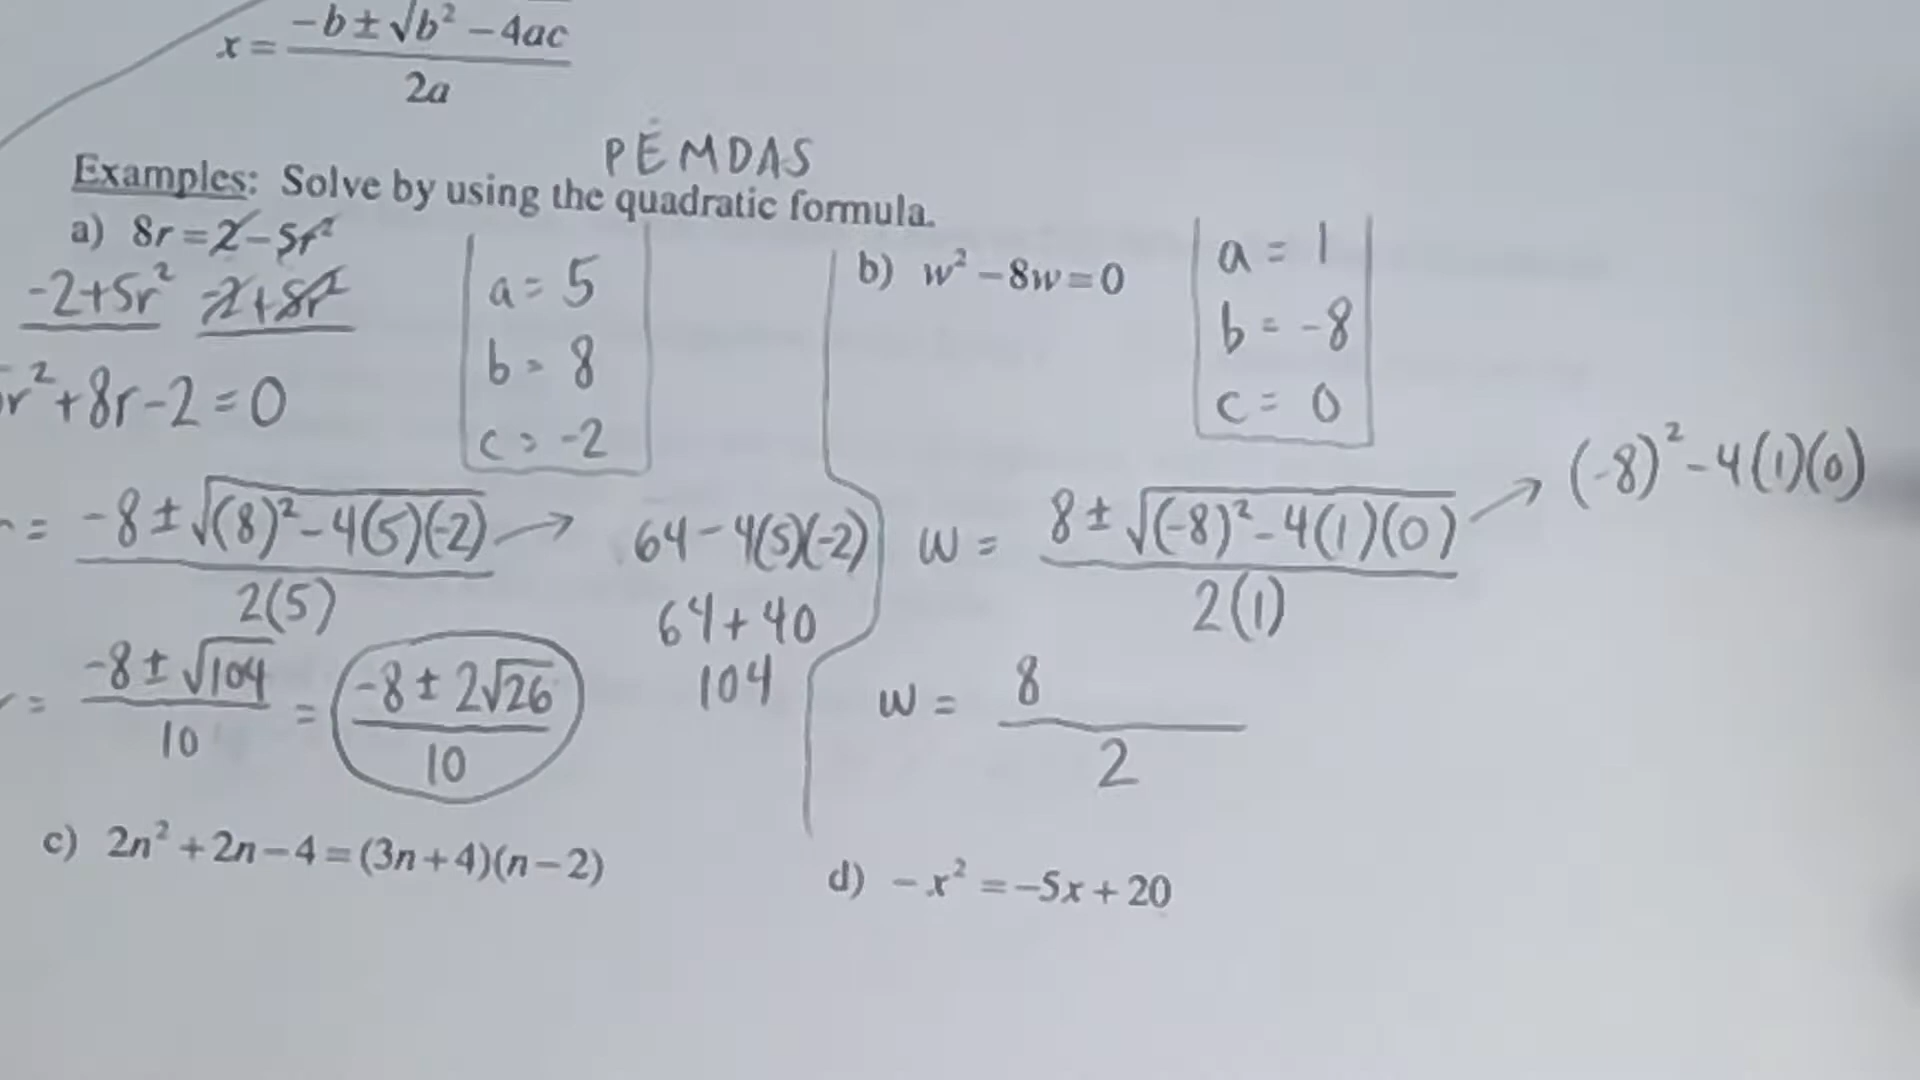 x = (-b ± √b² - 4ac) / 2a
PEMDAS
Examples: Solve by using the quadratic formula.
a) 8r = 2 - 5r²
-2+5r² -2+8r²
r²+8r-2=0
a = 5
b = 8
c = -2
= (-8 ± √(8)²-4(5)(-2)) / 2(5)
64-4(5)(-2)
64+40
104
= (-8 ± √104) / 10 = (-8 ± 2√26) / 10
b) w² - 8w = 0
a = 1
b = -8
c = 0
w = (8 ± √(-8)²-4(1)(0)) / 2(1)
(-8)²-4(1)(0)
w = 8 / 2
c) 2n² + 2n - 4 = (3n + 4)(n - 2)
d) -x² = -5x + 20